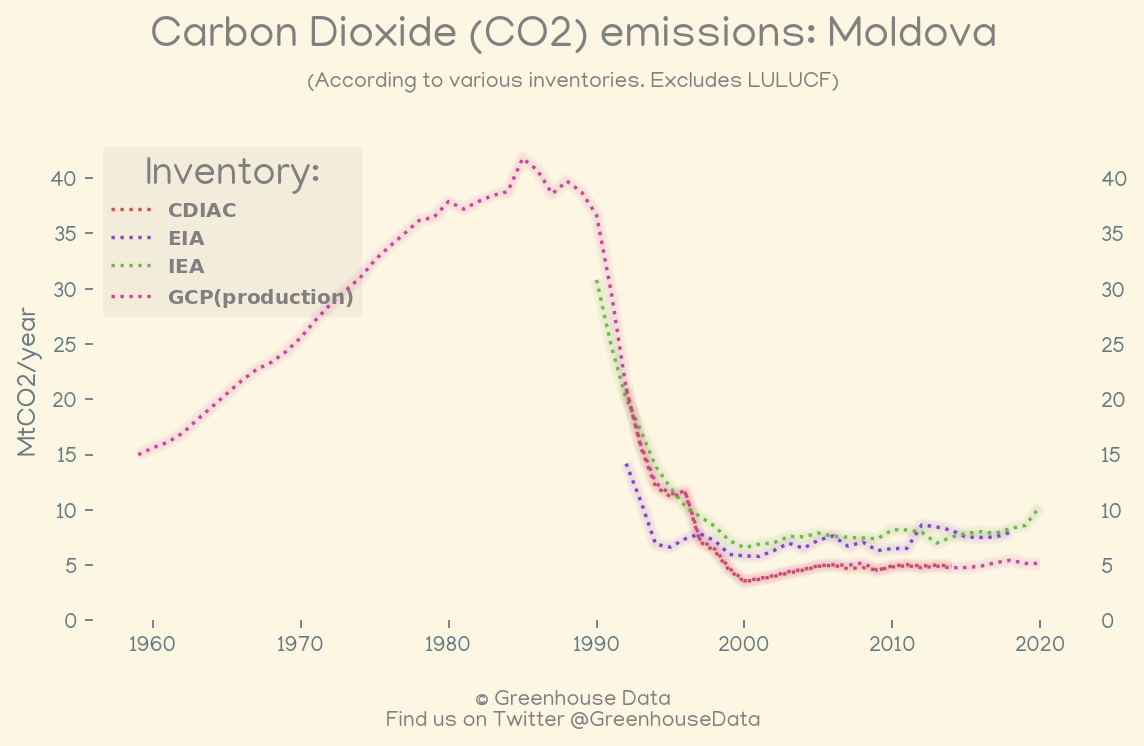 Carbon Dioxide (CO2) emissions: Moldova
(According to various inventories. Excludes LULUCF)
Inventory:
CDIAC
EIA
IEA
GCP(production)
MtCO2/year
40
35
30
25
20
15
10
5
0
40
35
30
25
20
15
10
5
0
1960 1970 1980 1990 2000 2010 2020
© Greenhouse Data
Find us on Twitter @GreenhouseData